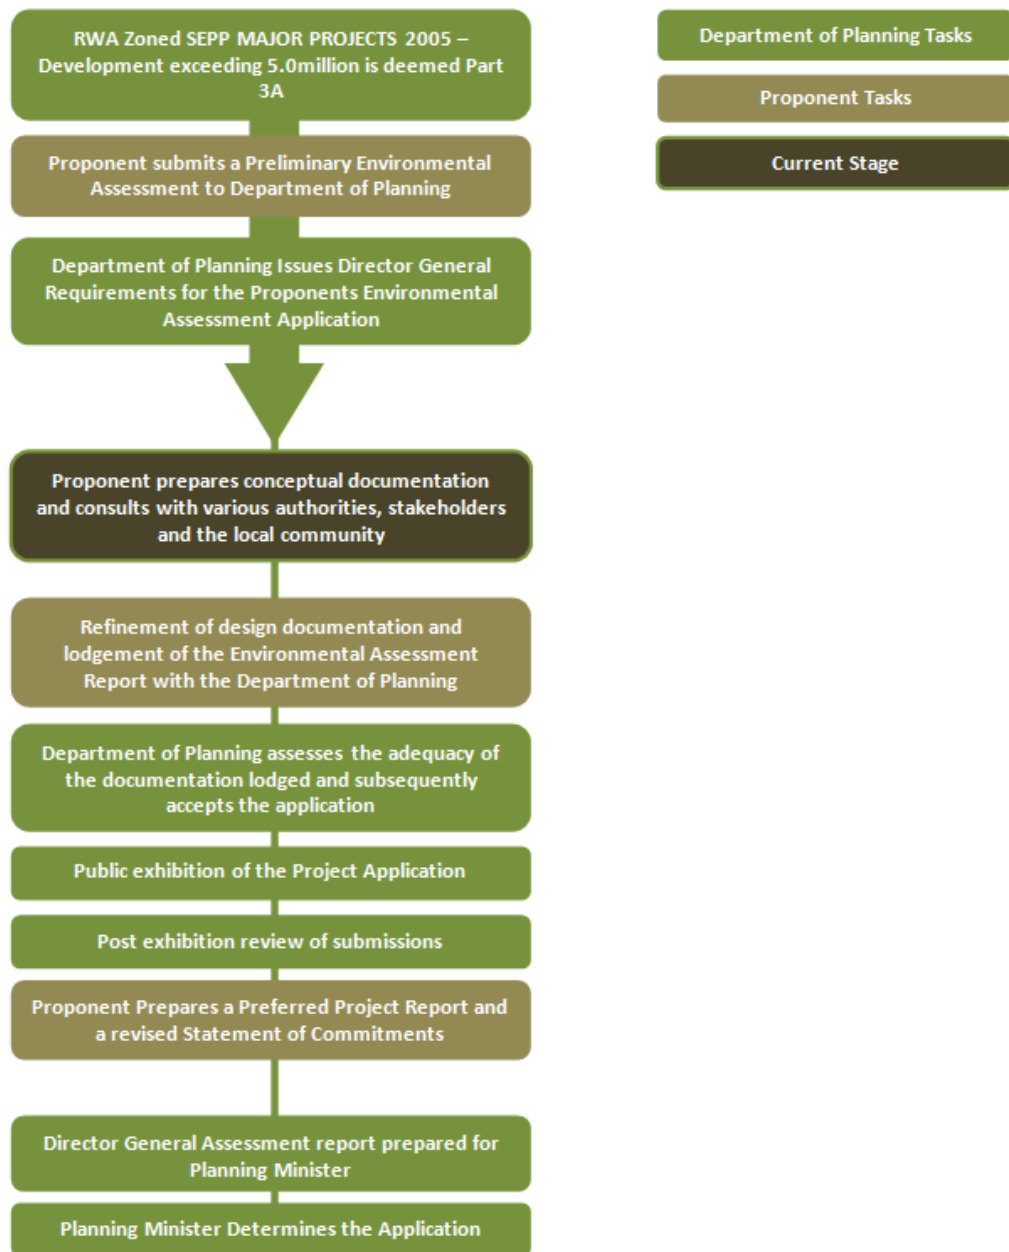 RWA Zoned SEPP MAJOR PROJECTS 2005 –
Development exceeding 5.0million is deemed Part
3A
Proponent submits a Preliminary Environmental
Assessment to Department of Planning
Department of Planning Issues Director General
Requirements for the Proponents Environmental
Assessment Application
Proponent prepares conceptual documentation
and consults with various authorities, stakeholders
and the local community
Refinement of design documentation and
lodgement of the Environmental Assessment
Report with the Department of Planning
Department of Planning assesses the adequacy of
the documentation lodged and subsequently
accepts the application
Public exhibition of the Project Application
Post exhibition review of submissions
Proponent Prepares a Preferred Project Report and
a revised Statement of Commitments
Director General Assessment report prepared for
Planning Minister
Planning Minister Determines the Application
Department of Planning Tasks
Proponent Tasks
Current Stage